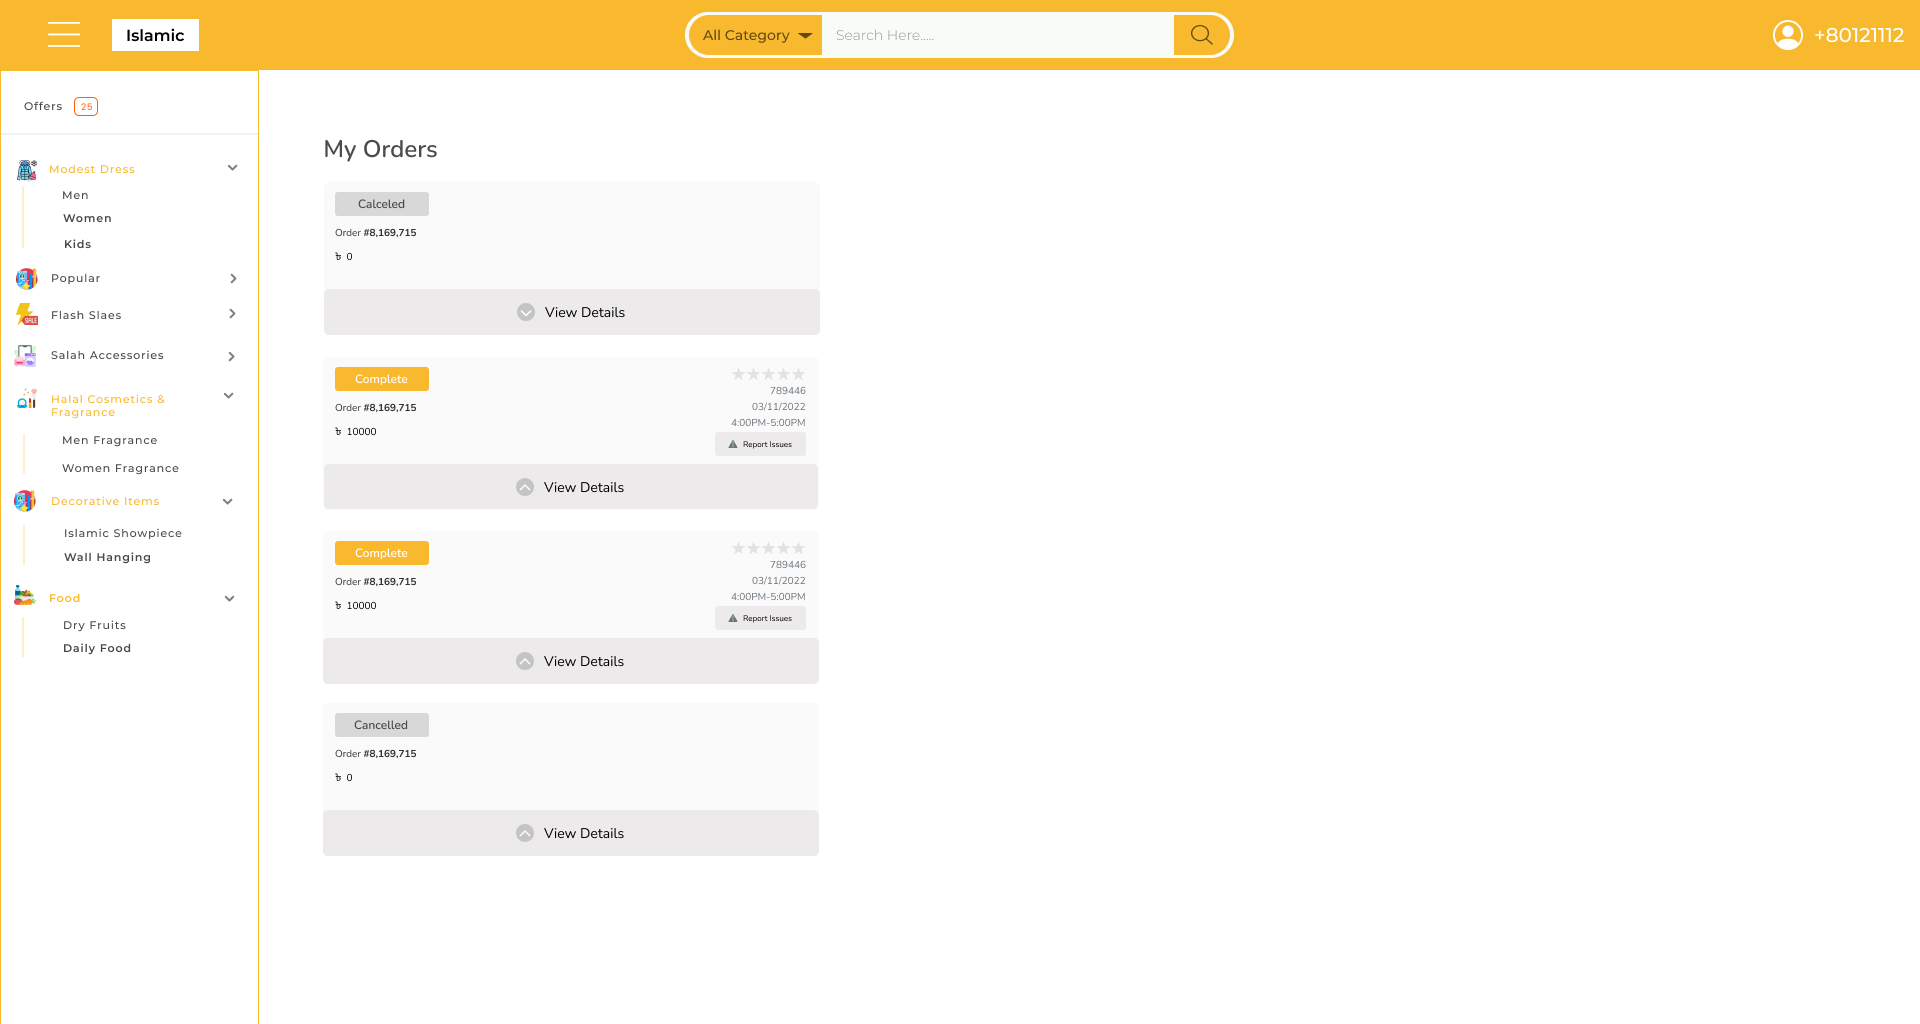 Islamic
All Category
Search Here.....
+80121112
Offers 25
Modest Dress
Men
Women
Kids
Popular
SALE
Flash Slaes
Salah Accessories
Halal Cosmetics &
Fragrance
Men Fragrance
Women Fragrance
Decorative Items
Islamic Showpiece
Wall Hanging
Food
Dry Fruits
Daily Food
My Orders
Calceled
Order #8,169,715
৳ 0
View Details
Complete
Order #8,169,715
৳ 10000
789446
03/11/2022
4:00PM-5:00PM
Report Issues
View Details
Complete
Order #8,169,715
৳ 10000
789446
03/11/2022
4:00PM-5:00PM
Report Issues
View Details
Cancelled
Order #8,169,715
৳ 0
View Details